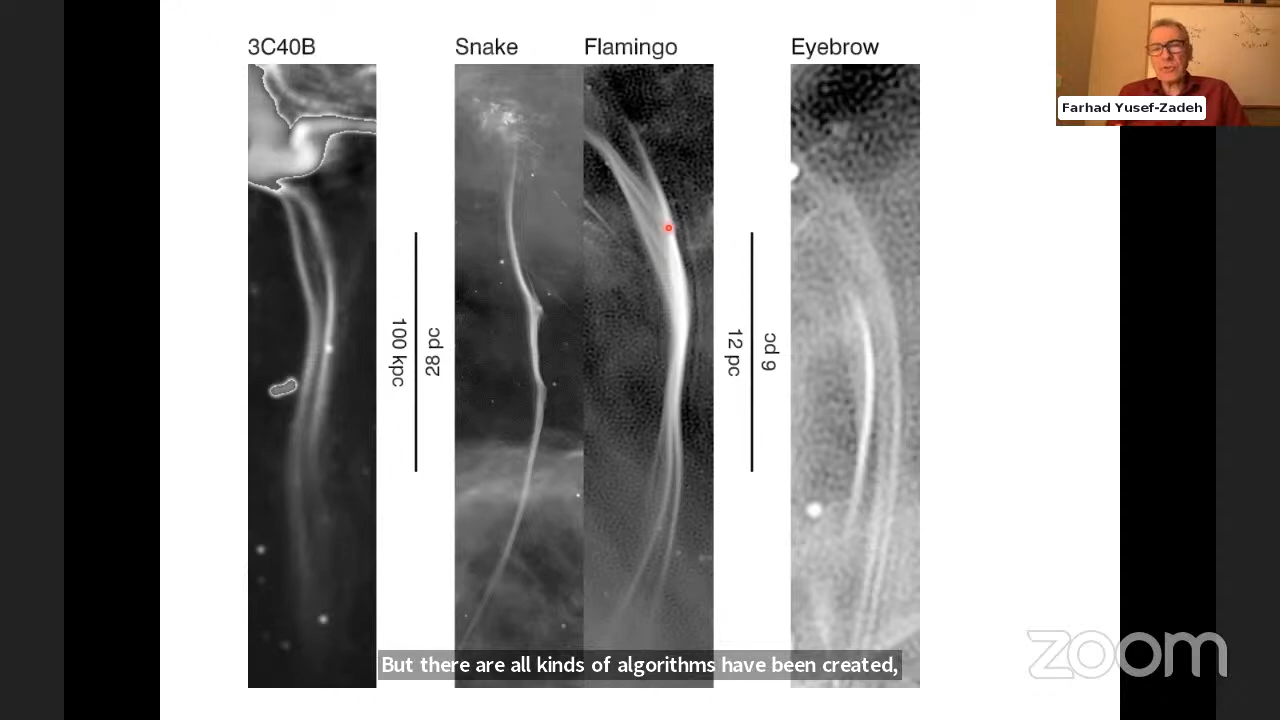 3C40B
Snake
Flamingo
Eyebrow
Farhad Yusef-Zadeh
100 kpc
28 pc
12 pc
6 pc
But there are all kinds of algorithms have been created,
zoom